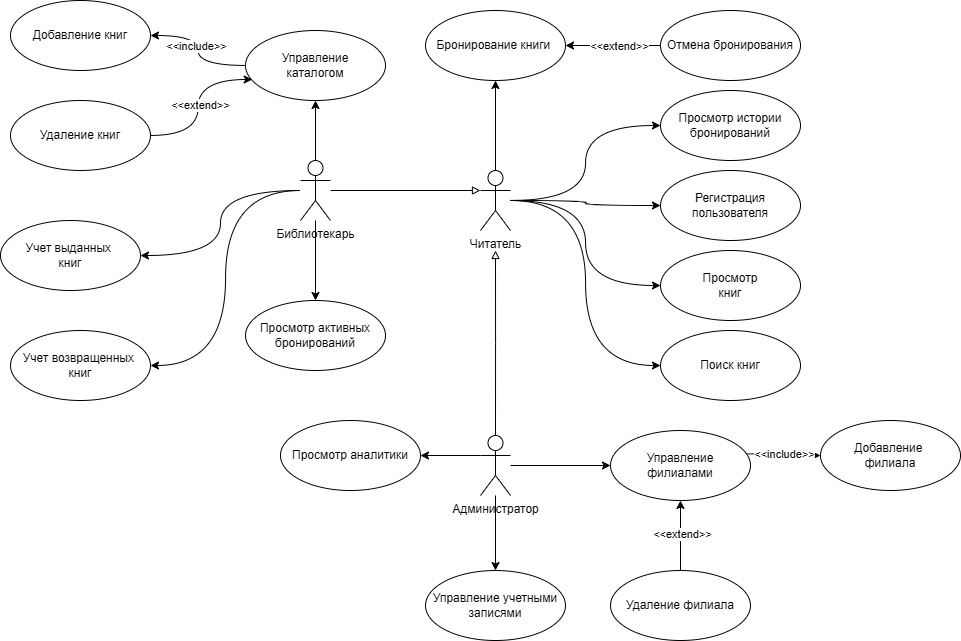 Добавление книг
<<include>>
Управление
каталогом
Бронирование книги
<<extend>>
Отмена бронирования
<<extend>>
Удаление книг
Просмотр истории
бронирований
Регистрация
пользователя
Библиотекарь
Читатель
Учет выданных
книг
Просмотр
книг
Просмотр активных
бронирований
Учет возвращенных
книг
Поиск книг
Просмотр аналитики
Управление
филиалами
<<include>>
Добавление
филиала
Администратор
<<extend>>
Управление учетными
записями
Удаление филиала